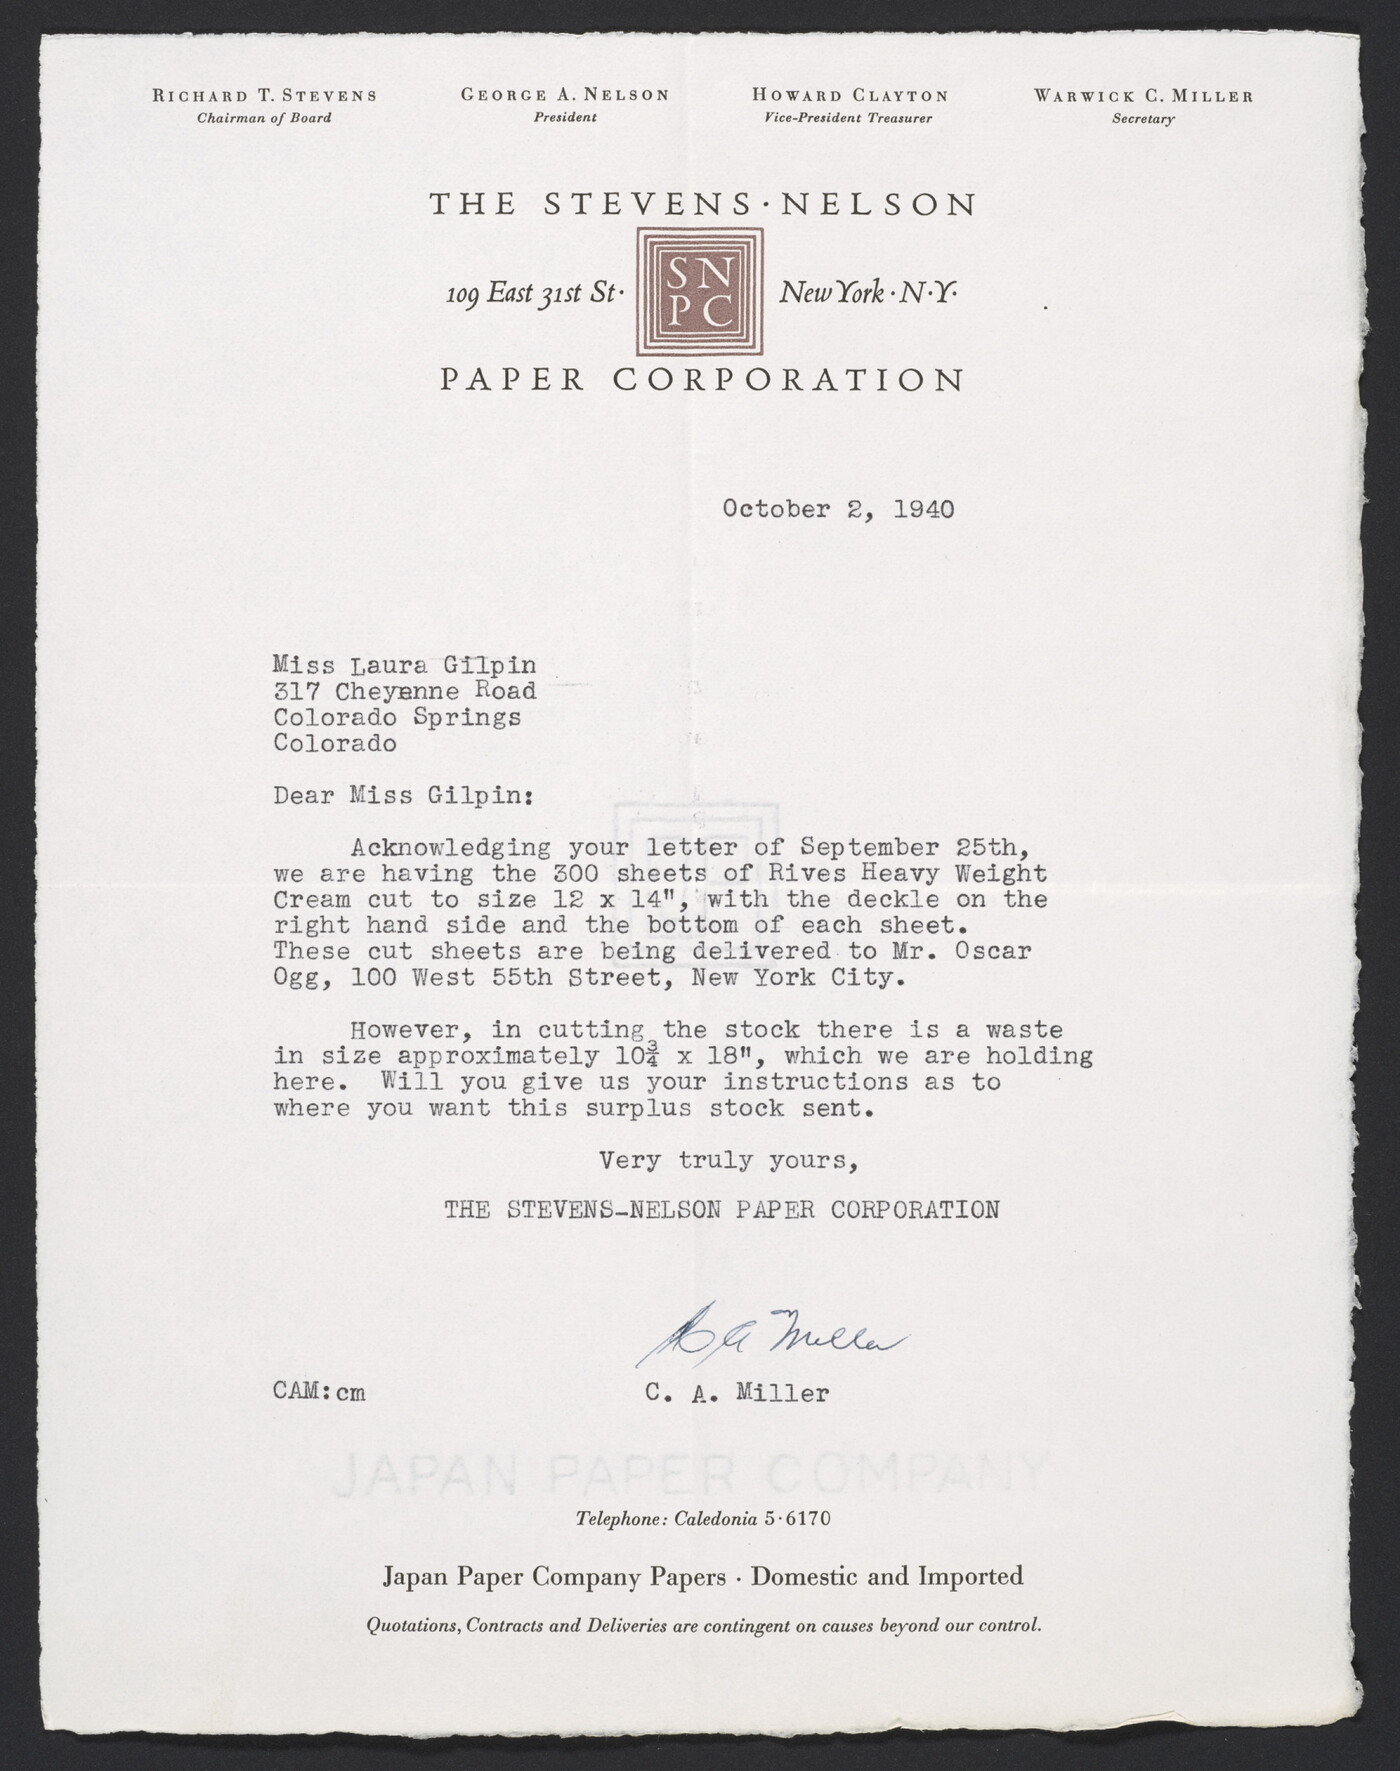 RICHARD T. STEVENS
Chairman of Board
GEORGE A. NELSON
President
HOWARD CLAYTON
Vice-President Treasurer
WARWICK C. MILLER
Secretary
THE STEVENS·NELSON
109 East 31st St·
SN
PC
New York·N·Y·
PAPER CORPORATION
October 2, 1940
Miss Laura Gilpin
317 Cheyenne Road
Colorado Springs
Colorado
Dear Miss Gilpin:
Acknowledging your letter of September 25th,
we are having the 300 sheets of Rives Heavy Weight
Cream cut to size 12 x 14", with the deckle on the
right hand side and the bottom of each sheet.
These cut sheets are being delivered to Mr. Oscar
Ogg, 100 West 55th Street, New York City.
However, in cutting the stock there is a waste
in size approximately 10¾ x 18", which we are holding
here. Will you give us your instructions as to
where you want this surplus stock sent.
Very truly yours,
THE STEVENS-NELSON PAPER CORPORATION
C A Miller
CAM:cm
C. A. Miller
JAPAN PAPER COMPANY
Telephone: Caledonia 5·6170
Japan Paper Company Papers · Domestic and Imported
Quotations, Contracts and Deliveries are contingent on causes beyond our control.